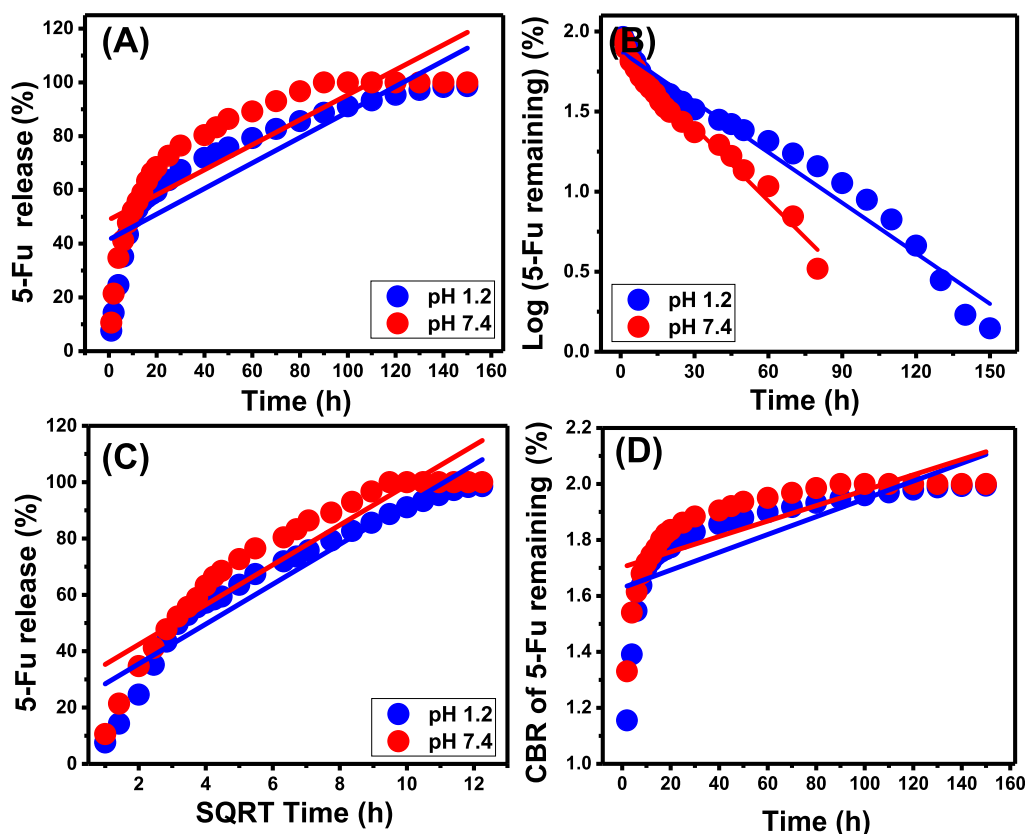 (A)
5-Fu release (%)
120
100
80
60
40
20
0
0 20 40 60 80 100 120 140 160
Time (h)
pH 1.2
pH 7.4
(B)
Log (5-Fu remaining) (%)
2.0
1.5
1.0
0.5
0.0
0 30 60 90 120 150
Time (h)
pH 1.2
pH 7.4
(C)
5-Fu release (%)
120
100
80
60
40
20
0
2 4 6 8 10 12
SQRT Time (h)
pH 1.2
pH 7.4
(D)
CBR of 5-Fu remaining (%)
2.2
2.0
1.8
1.6
1.4
1.2
1.0
0 20 40 60 80 100 120 140 160
Time (h)